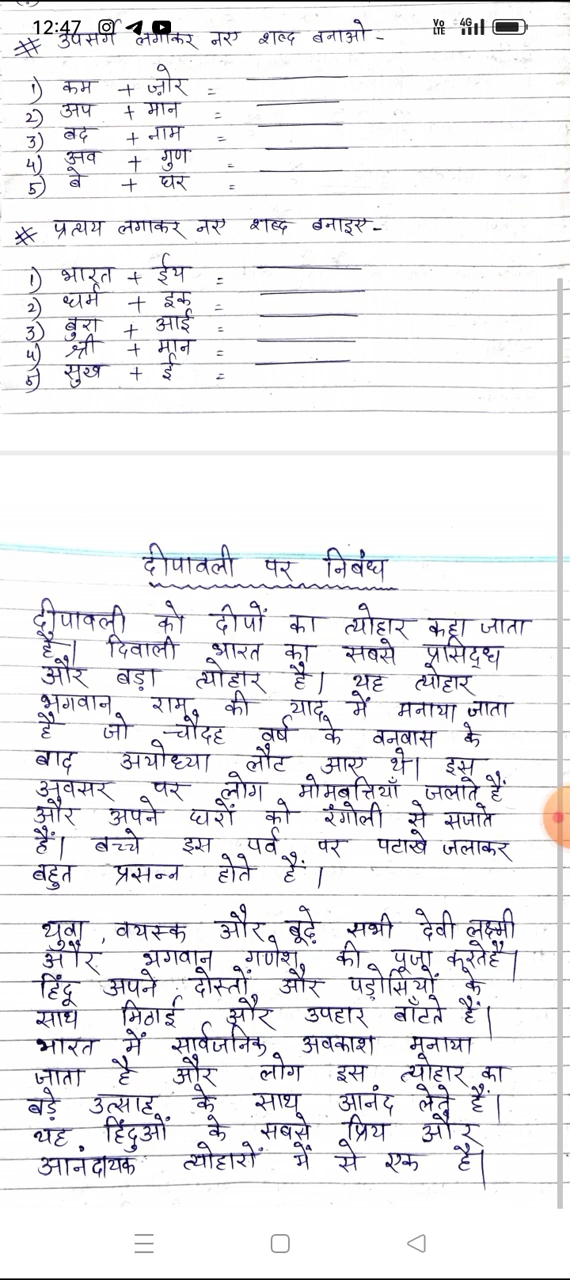 12:47 Vo LTE 4G
# उपसर्ग लगाकर नए शब्द बनाओ -
1) कम + ज़ोर =
2) अप + मान =
3) बद + नाम =
4) अव + गुण =
5) बे + घर =
# प्रत्यय लगाकर नए शब्द बनाइए -
1) भारत + ईय =
2) धर्म + इक =
3) बुरा + आई =
4) श्री + मान =
5) सुख + ई =
दीपावली पर निबंध
दीपावली को दीपों का त्योहार कहा जाता
है। दिवाली भारत का सबसे प्रसिद्ध
और बड़ा त्योहार है। यह त्योहार
भगवान राम की याद में मनाया जाता
है जो चौदह वर्ष के वनवास के
बाद अयोध्या लौट आए थे। इस
अवसर पर लोग मोमबत्तियाँ जलाते हैं
और अपने घरों को रंगोली से सजाते
हैं। बच्चे इस पर्व पर पटाखे जलाकर
बहुत प्रसन्न होते हैं।
युवा, वयस्क और बूढ़े सभी देवी लक्ष्मी
और भगवान गणेश की पूजा करते हैं।
हिंदू अपने दोस्तों और पड़ोसियों के
साथ मिठाई और उपहार बाँटते हैं।
भारत में सार्वजनिक अवकाश मनाया
जाता है और लोग इस त्योहार का
बड़े उत्साह के साथ आनंद लेते हैं।
यह हिंदुओं के सबसे प्रिय और
आनंदायक त्योहारों में से एक है।